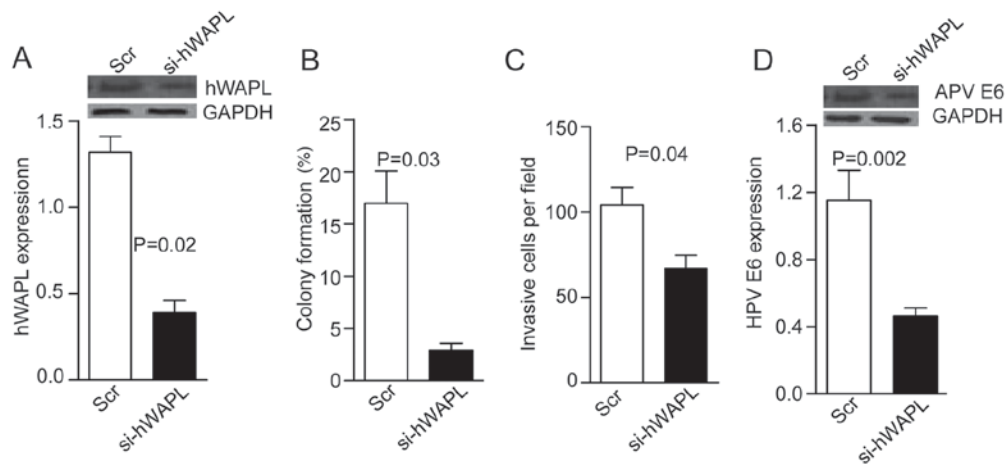 A
Scr
si-hWAPL
hWAPL
GAPDH
hWAPL expressionn
1.5
1.0
0.5
0.0
P=0.02
Scr
si-hWAPL
B
Colony formation (%)
25
20
15
10
5
0
P=0.03
Scr
si-hWAPL
C
Invasive cells per field
150
100
50
0
P=0.04
Scr
si-hWAPL
D
Scr
si-hWAPL
APV E6
GAPDH
HPV E6 expression
1.6
1.2
0.8
0.4
0.0
P=0.002
Scr
si-hWAPL